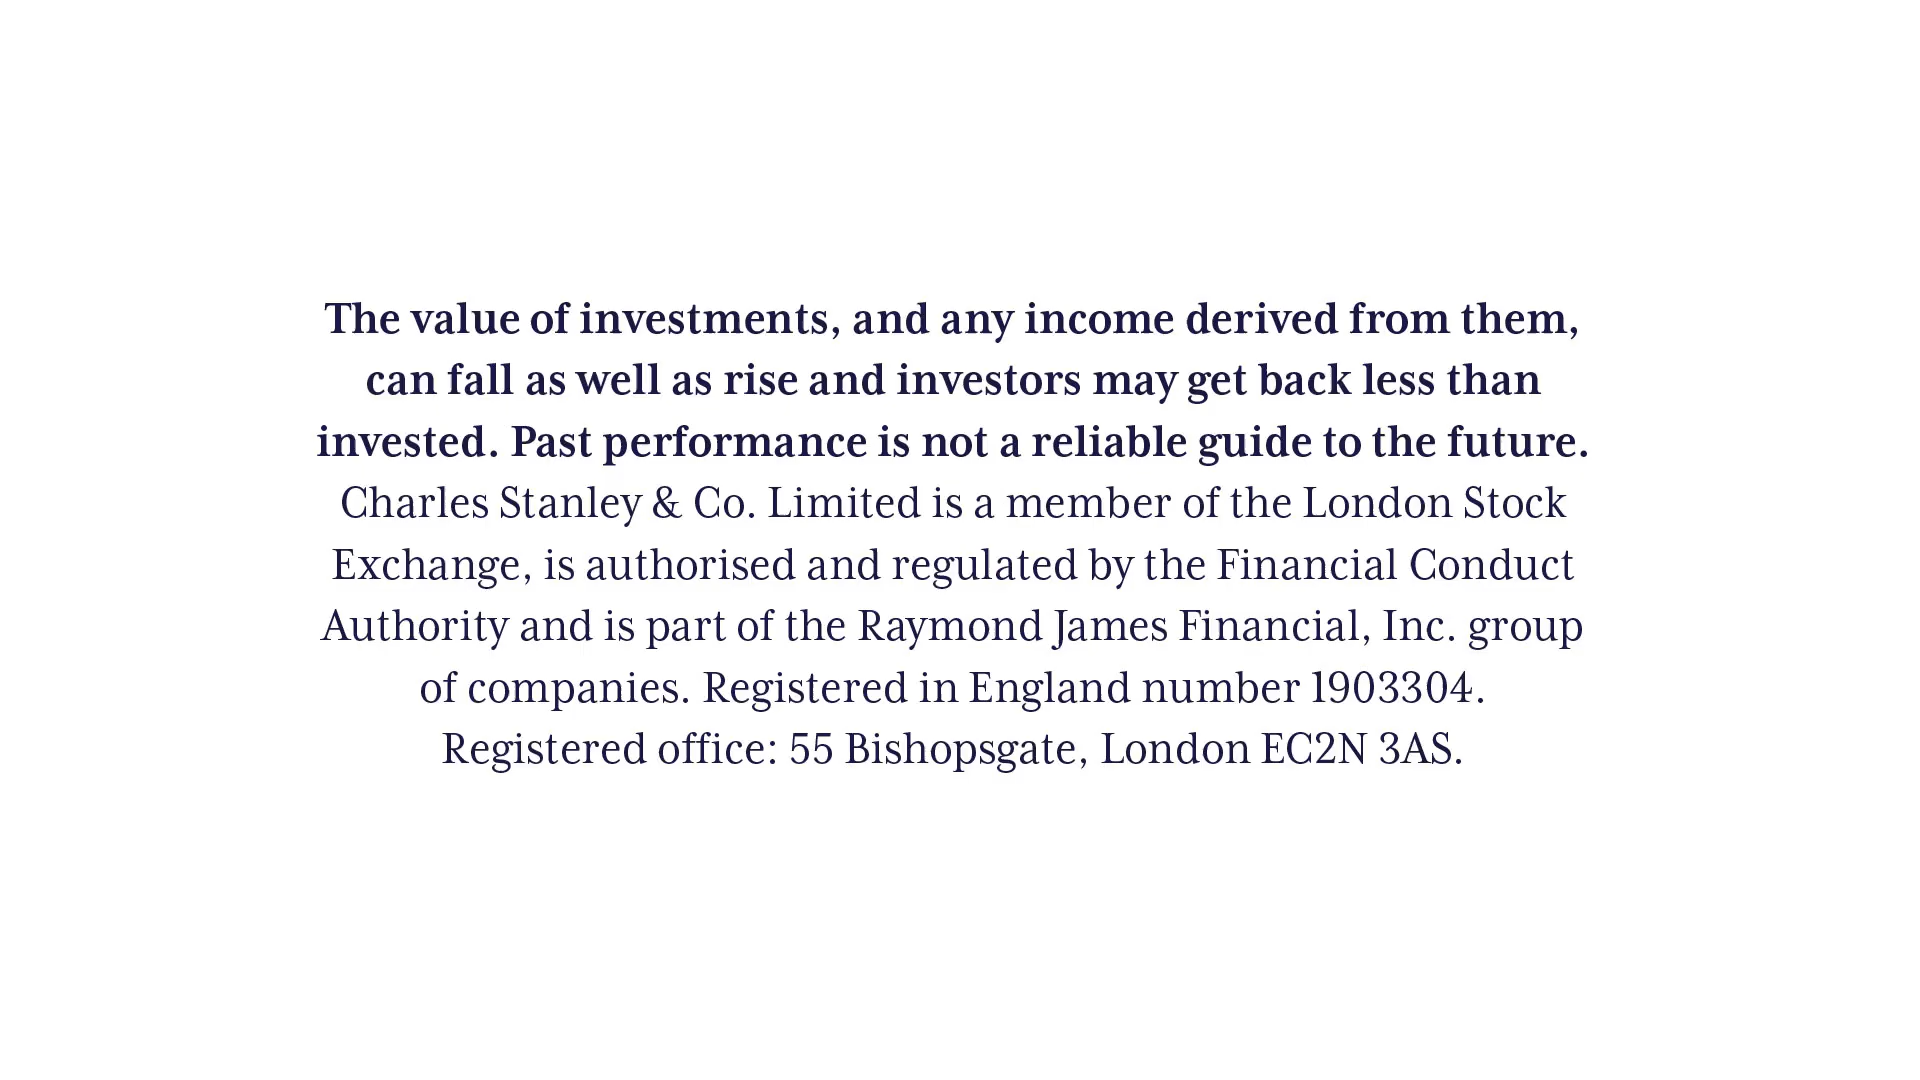 The value of investments, and any income derived from them,
can fall as well as rise and investors may get back less than
invested. Past performance is not a reliable guide to the future.
Charles Stanley & Co. Limited is a member of the London Stock
Exchange, is authorised and regulated by the Financial Conduct
Authority and is part of the Raymond James Financial, Inc. group
of companies. Registered in England number 1903304.
Registered office: 55 Bishopsgate, London EC2N 3AS.